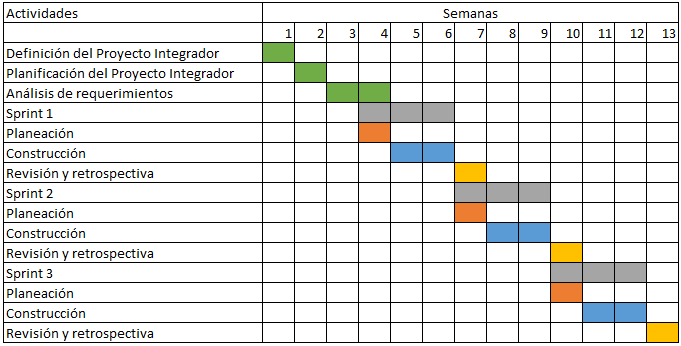 Actividades Semanas
1 2 3 4 5 6 7 8 9 10 11 12 13
Definición del Proyecto Integrador
Planificación del Proyecto Integrador
Análisis de requerimientos
Sprint 1
Planeación
Construcción
Revisión y retrospectiva
Sprint 2
Planeación
Construcción
Revisión y retrospectiva
Sprint 3
Planeación
Construcción
Revisión y retrospectiva